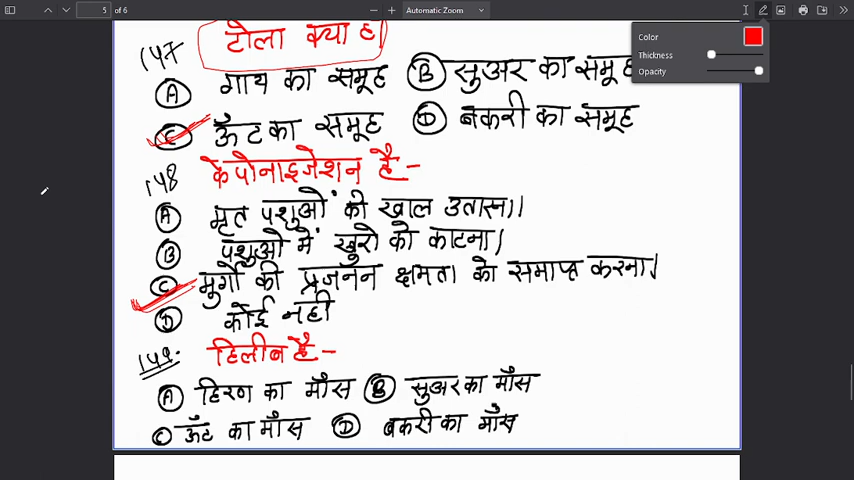 5 of 6
Automatic Zoom
Color
Thickness
Opacity
147 टोला क्या है।
A गाय का समूह B सुअर का समूह
C ऊँट का समूह D बकरी का समूह
148 केपोनाइजेशन है -
A मृत पशुओं की खाल उतारना।
B पशुओ में खुरो को काटना।
C मुर्गो की प्रजनन क्षमता को समाप्त करना।
D कोई नही
149. हिलीन है -
A हिरण का माँस B सुअर का माँस
C ऊँट का माँस D बकरी का माँस